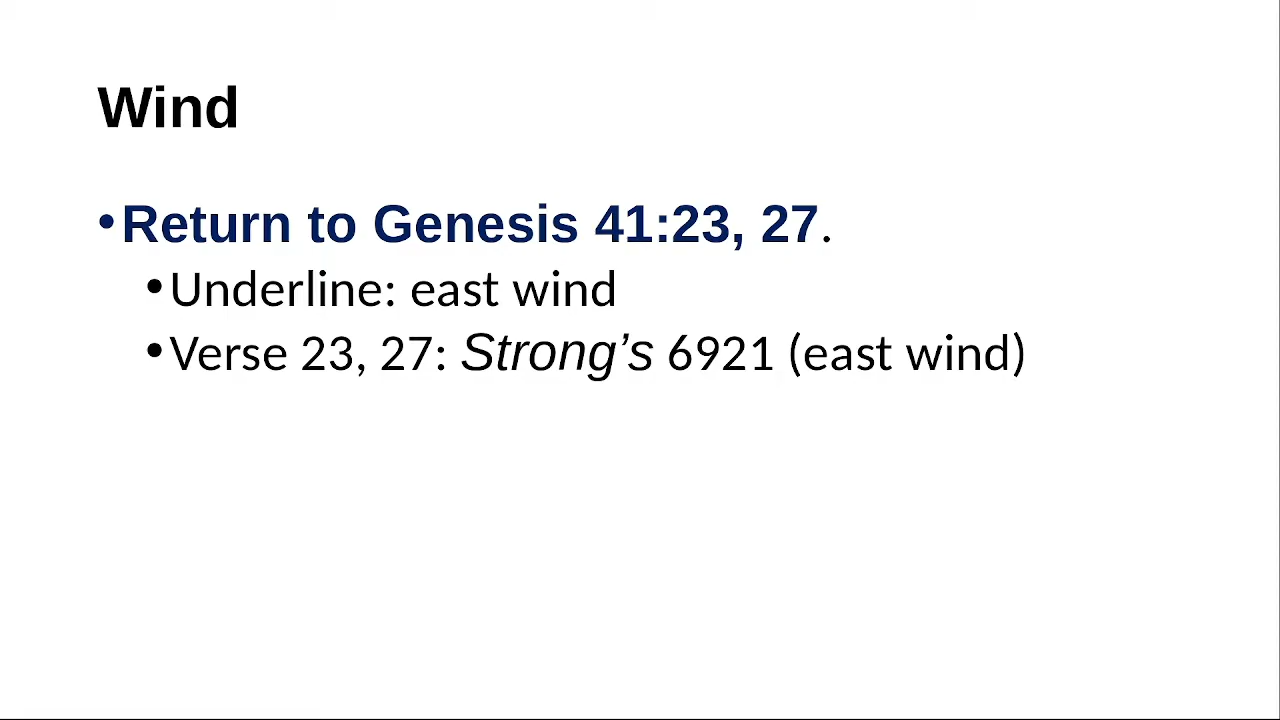 Wind
•Return to Genesis 41:23, 27.
•Underline: east wind
•Verse 23, 27: Strong’s 6921 (east wind)